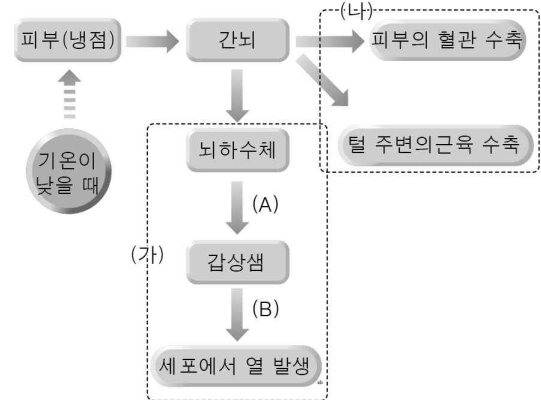 (나)
피부(냉점)
간뇌
피부의 혈관 수축
털 주변의근육 수축
기온이
낮을 때
뇌하수체
(A)
(가)
갑상샘
(B)
세포에서 열 발생